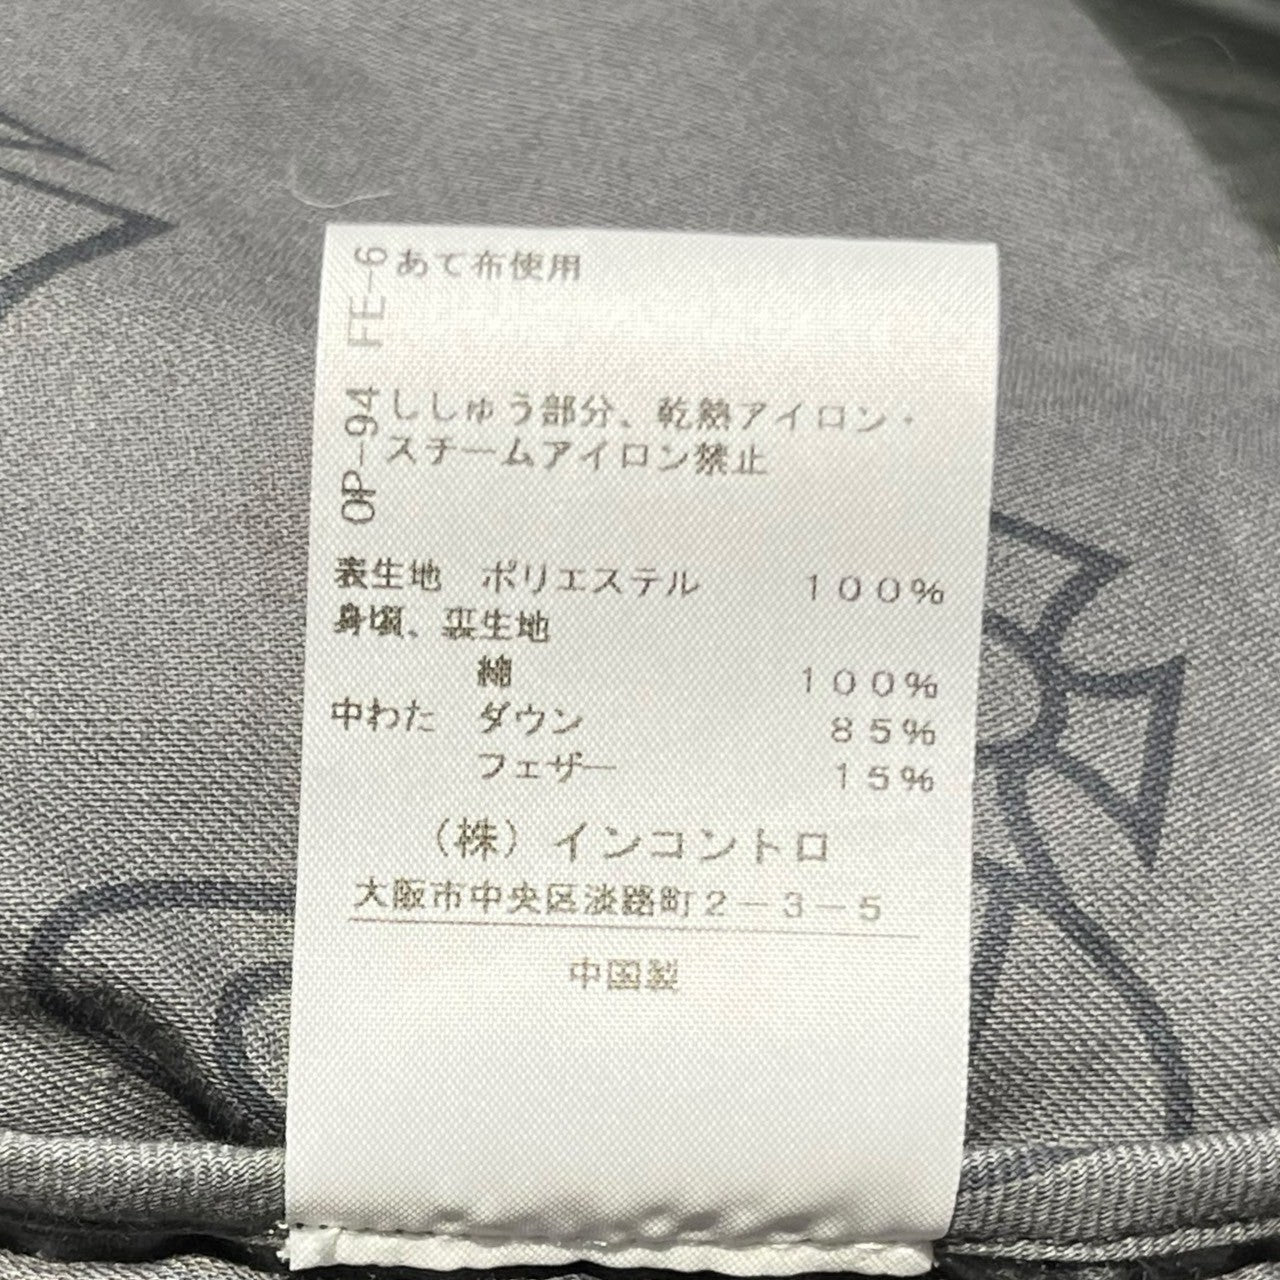 FE-6
OP-94
あて布使用
ししゅう部分、乾熱アイロン・
スチームアイロン禁止
表生地 ポリエステル 100%
身頃、裏生地
綿 100%
中わた ダウン 85%
フェザー 15%
(株)インコントロ
大阪市中央区淡路町2-3-5
中国製